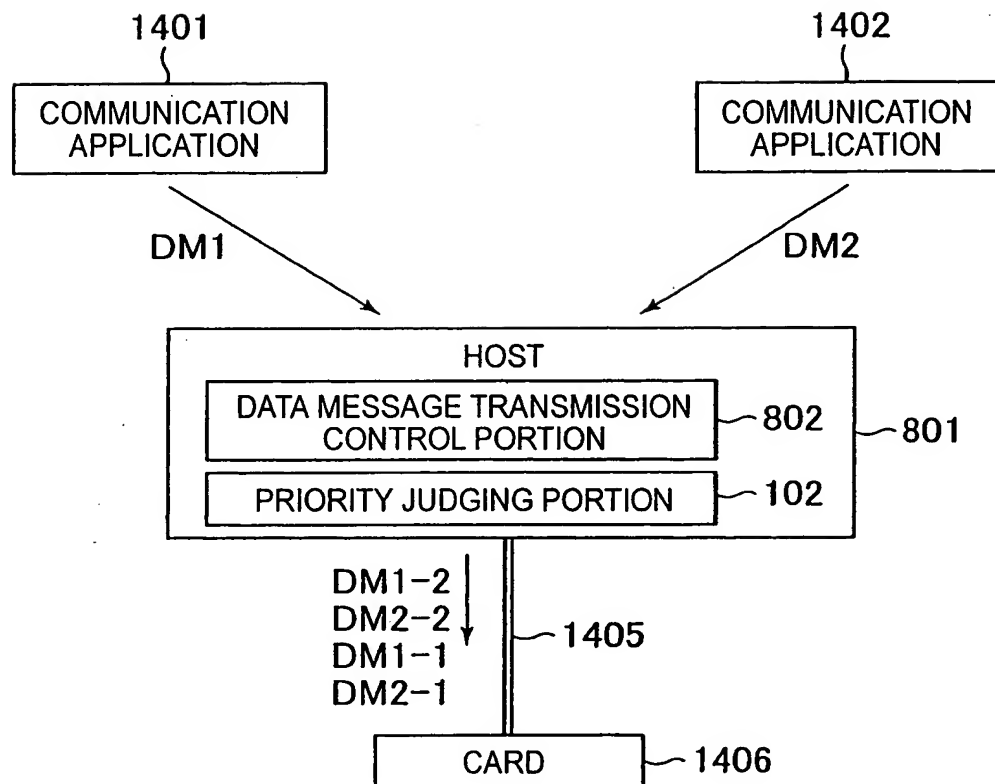 1401
1402
COMMUNICATION
APPLICATION
COMMUNICATION
APPLICATION
DM1
DM2
HOST
DATA MESSAGE TRANSMISSION
CONTROL PORTION
802
801
PRIORITY JUDGING PORTION
102
DM1-2
DM2-2
DM1-1
DM2-1
1405
CARD
1406